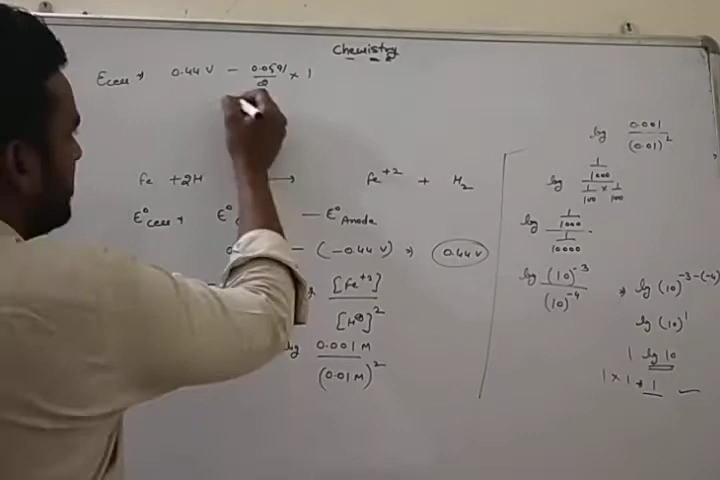 Chemistry
Ecell → 0.44 V − 0.0591/2 × 1
Fe + 2H → Fe+2 + H2
E°cell → E° − E°Anode
− (−0.44 V) → 0.44 V
[Fe+2]
[H⊕]2
log 0.001 M
(0.01 M)2
log 0.001
(0.01)2
log 1/1000
1/100 × 1/100
log 1/1000
1/10000
log (10)-3
(10)-4
→ log (10)-3-(-4)
log (10)1
1 log 10
1 × 1 → 1